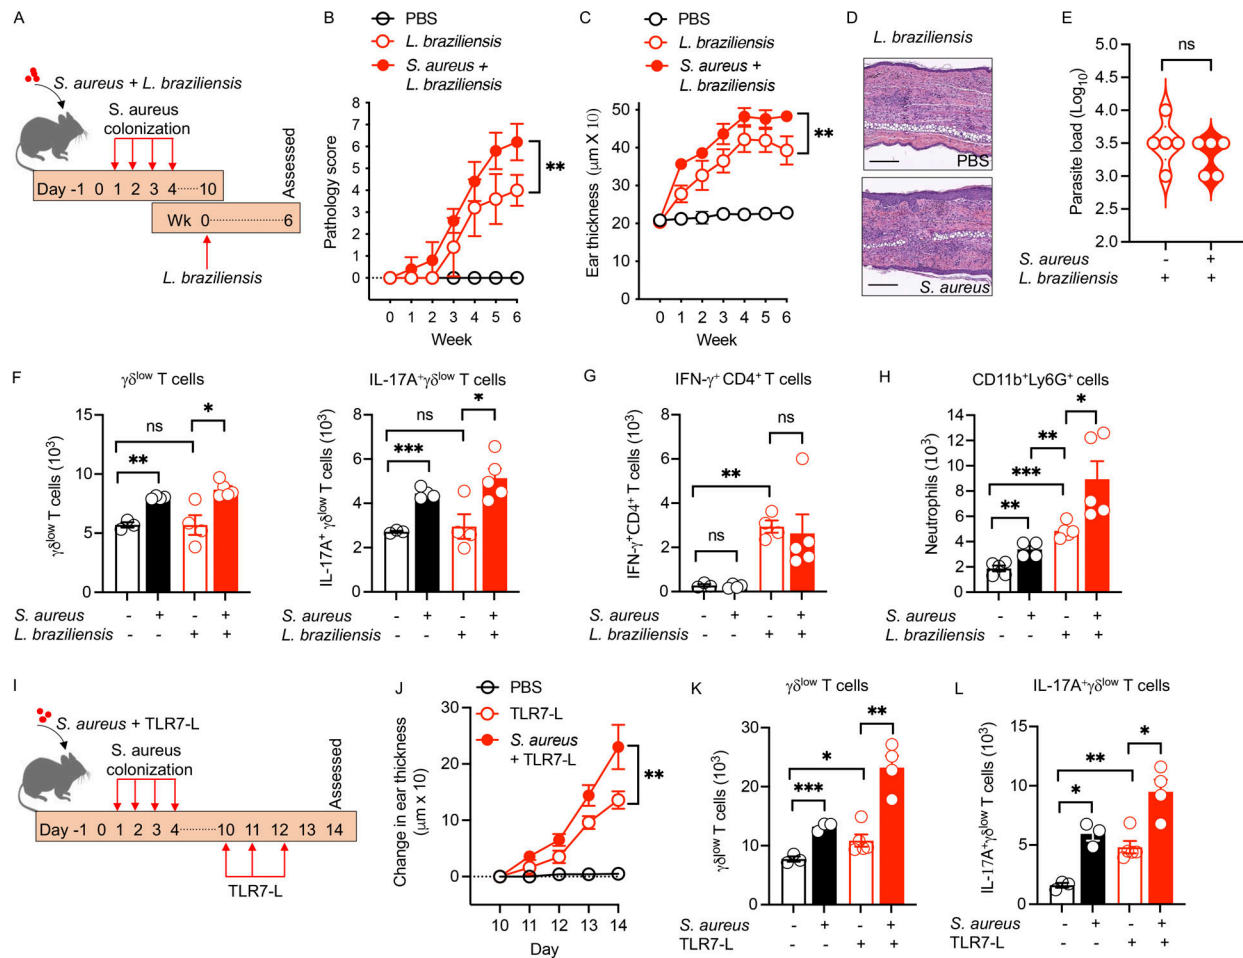 A
S. aureus + L. braziliensis
S. aureus
colonization
Day -1 0 1 2 3 4 ······ 10
Assessed
Wk 0 ················ 6
L. braziliensis
B
PBS
L. braziliensis
S. aureus +
L. braziliensis
Pathology score
8
7
6
5
4
3
2
1
0
**
0 1 2 3 4 5 6
Week
C
PBS
L. braziliensis
S. aureus +
L. braziliensis
Ear thickness (μm X 10)
50
40
30
20
10
0
**
0 1 2 3 4 5 6
Week
D
L. braziliensis
PBS
S. aureus
E
ns
Parasite load (Log10)
5.0
4.5
4.0
3.5
3.0
2.5
2.0
S. aureus - +
L. braziliensis + +
F
γδlow T cells
γδlow T cells (10³)
15
10
5
0
**
ns
*
S. aureus - + - +
L. braziliensis - - + +
IL-17A+γδlow T cells
IL-17A+ γδlow T cells (10³)
8
6
4
2
0
***
ns
*
S. aureus - + - +
L. braziliensis - - + +
G
IFN-γ+ CD4+ T cells
IFN-γ+CD4+ T cells (10³)
8
6
4
2
0
ns
**
ns
S. aureus - + - +
L. braziliensis - - + +
H
CD11b+Ly6G+ cells
Neutrophils (10³)
14
12
10
8
6
4
2
0
**
***
**
*
S. aureus - + - +
L. braziliensis - - + +
I
S. aureus + TLR7-L
S. aureus
colonization
Assessed
Day -1 0 1 2 3 4 ·········· 10 11 12 13 14
TLR7-L
J
PBS
TLR7-L
S. aureus
+ TLR7-L
Change in ear thickness
(μm x 10)
30
20
10
0
**
10 11 12 13 14
Day
K
γδlow T cells
γδlow T cells (10³)
30
20
10
0
***
*
**
S. aureus - + - +
TLR7-L - - + +
L
IL-17A+γδlow T cells
IL-17A+γδlow T cells (10³)
15
10
5
0
*
**
*
S. aureus - + - +
TLR7-L - - + +